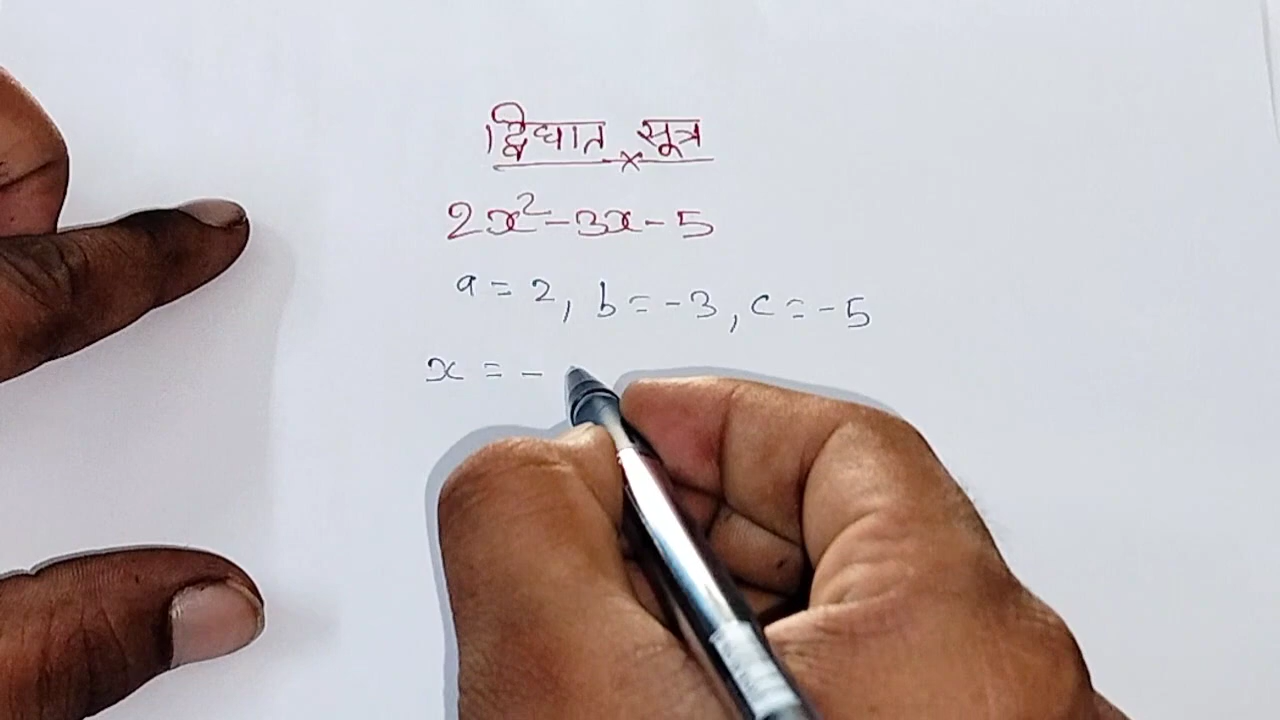 द्विघात सूत्र
2x²-3x-5
a = 2, b = -3, c = -5
x = -